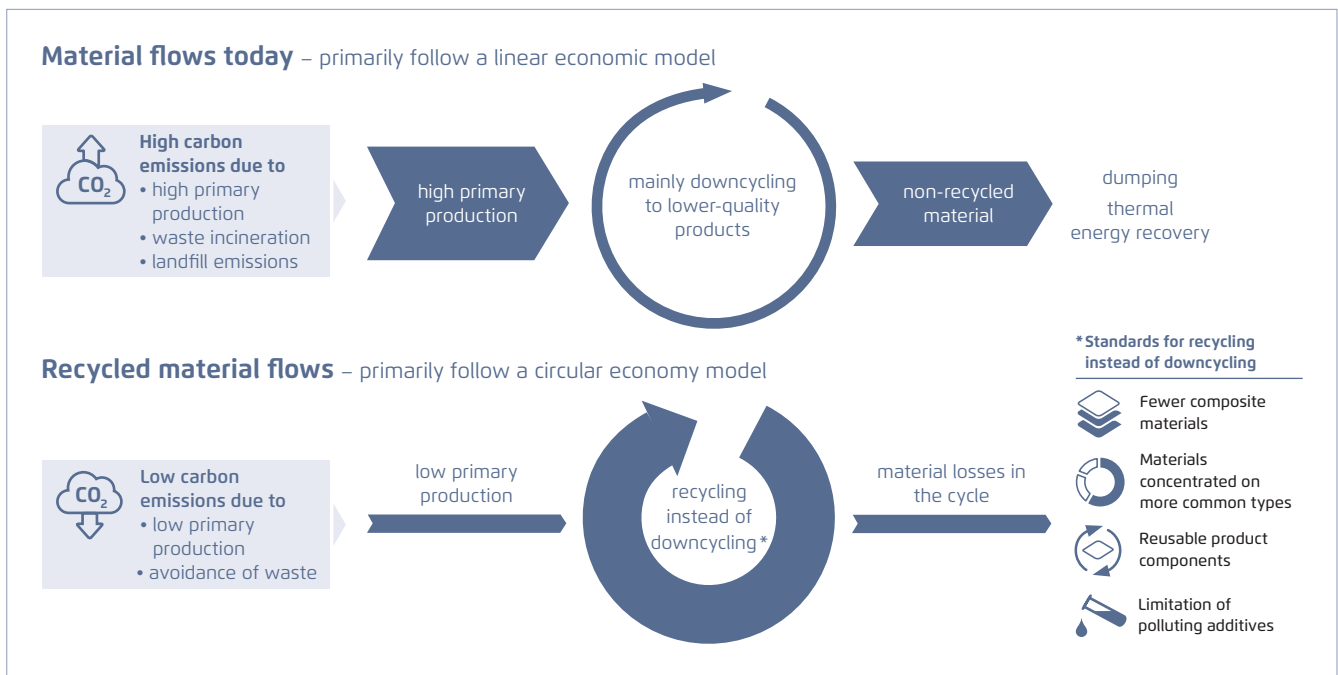 Material flows today – primarily follow a linear economic model
CO2
High carbon
emissions due to
• high primary
production
• waste incineration
• landfill emissions
high primary
production
mainly downcycling
to lower-quality
products
non-recycled
material
dumping
thermal
energy recovery
Recycled material flows – primarily follow a circular economy model
CO2
Low carbon
emissions due to
• low primary
production
• avoidance of waste
low primary
production
recycling
instead of
downcycling*
material losses in
the cycle
* Standards for recycling
instead of downcycling
Fewer composite
materials
Materials
concentrated on
more common types
Reusable product
components
Limitation of
polluting additives